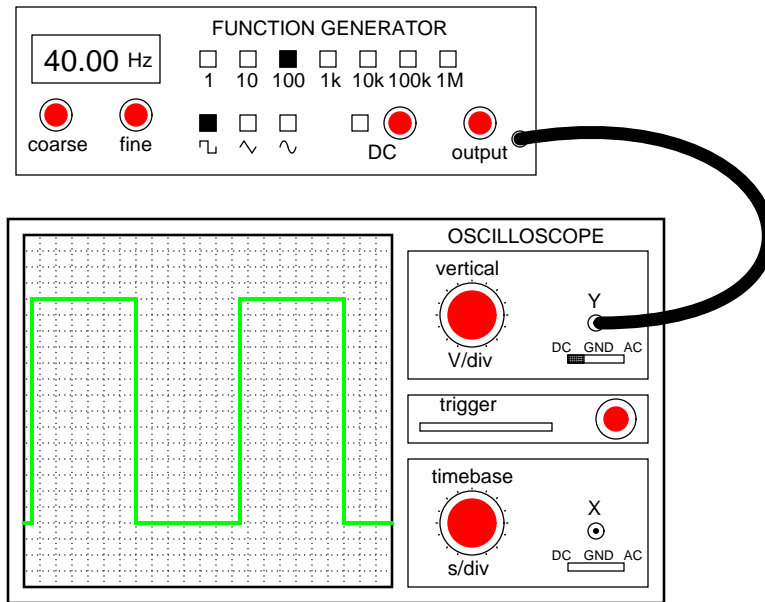 FUNCTION GENERATOR
40.00 Hz
1 10 100 1k 10k 100k 1M
coarse fine DC output
OSCILLOSCOPE
vertical
Y
V/div
DC GND AC
trigger
timebase
X
s/div
DC GND AC